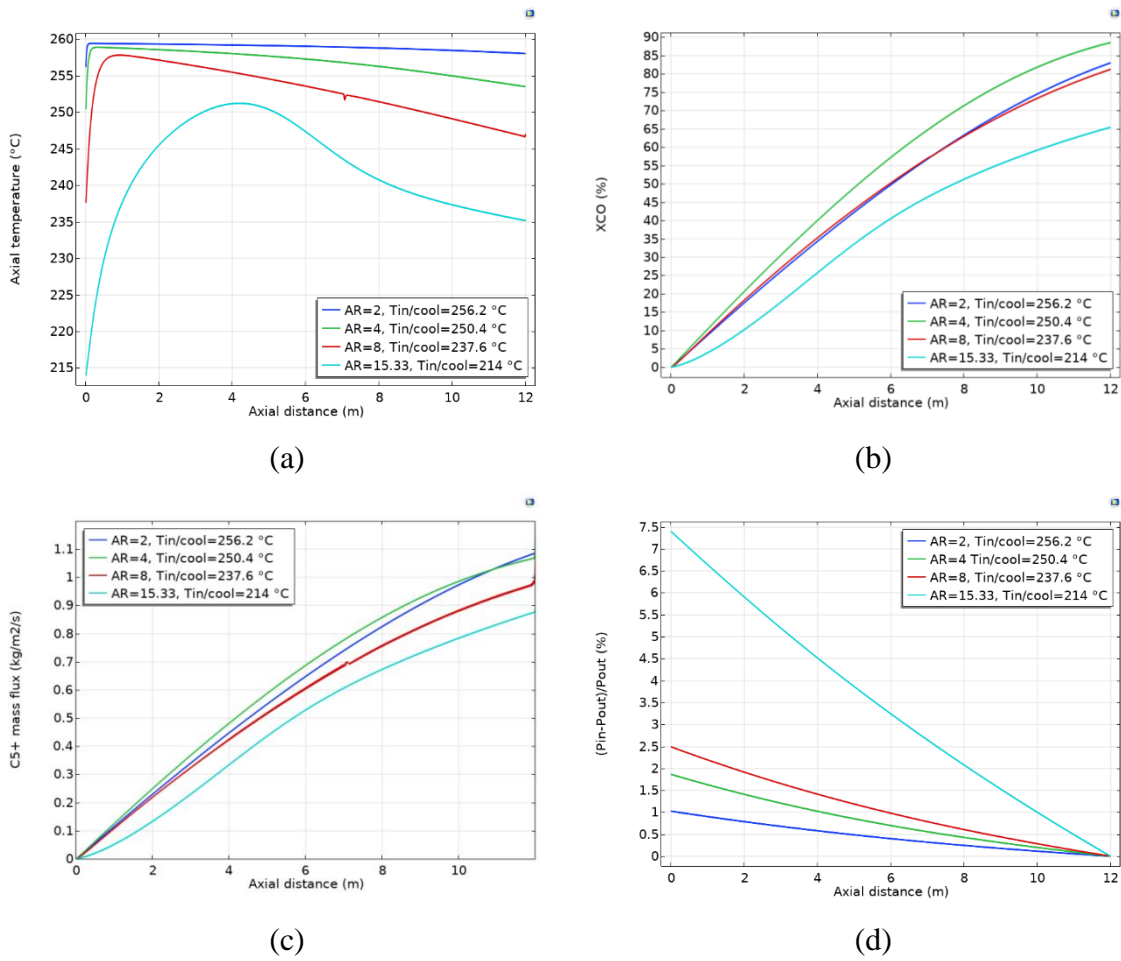 260
255
250
245
240
235
230
225
220
215
Axial temperature (°C)
AR=2, Tin/cool=256.2 °C
AR=4, Tin/cool=250.4 °C
AR=8, Tin/cool=237.6 °C
AR=15.33, Tin/cool=214 °C
0 2 4 6 8 10 12
Axial distance (m)
(a)
90
85
80
75
70
65
60
55
50
45
40
35
30
25
20
15
10
5
0
XCO (%)
AR=2, Tin/cool=256.2 °C
AR=4, Tin/cool=250.4 °C
AR=8, Tin/cool=237.6 °C
AR=15.33, Tin/cool=214 °C
0 2 4 6 8 10 12
Axial distance (m)
(b)
AR=2, Tin/cool=256.2 °C
AR=4, Tin/cool=250.4 °C
AR=8, Tin/cool=237.6 °C
AR=15.33, Tin/cool=214 °C
1.1
1
0.9
0.8
0.7
0.6
0.5
0.4
0.3
0.2
0.1
0
C5+ mass flux (kg/m2/s)
0 2 4 6 8 10
Axial distance (m)
(c)
AR=2, Tin/cool=256.2 °C
AR=4 Tin/cool=250.4 °C
AR=8, Tin/cool=237.6 °C
AR=15.33, Tin/cool=214 °C
7.5
7
6.5
6
5.5
5
4.5
4
3.5
3
2.5
2
1.5
1
0.5
0
(Pin-Pout)/Pout (%)
0 2 4 6 8 10 12
Axial distance (m)
(d)